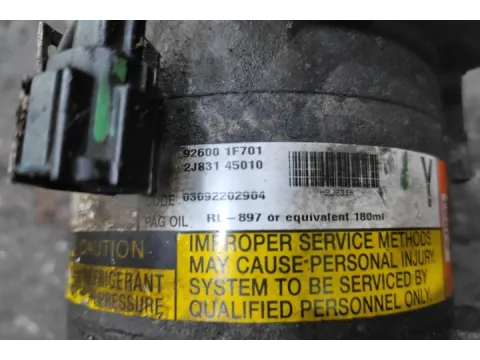 92600 1F701
2J831 45010
CODE 03092202904
PAG OIL RL-897 or equivalent 180ml
Y
CAUTION
REFRIGERANT
PRESSURE
IMPROPER SERVICE METHODS
MAY CAUSE PERSONAL INJURY.
SYSTEM TO BE SERVICED BY
QUALIFIED PERSONNEL ONLY.